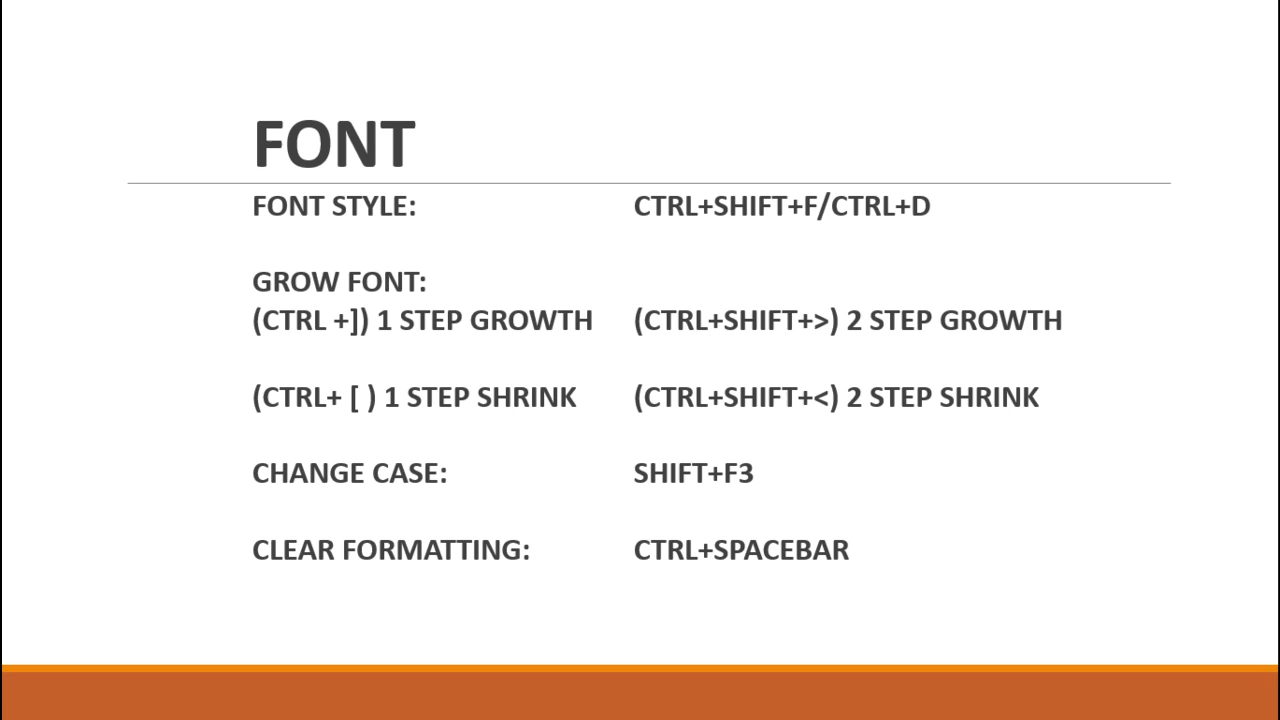 FONT
FONT STYLE: CTRL+SHIFT+F/CTRL+D
GROW FONT:
(CTRL +]) 1 STEP GROWTH (CTRL+SHIFT+>) 2 STEP GROWTH
(CTRL+ [ ) 1 STEP SHRINK (CTRL+SHIFT+<) 2 STEP SHRINK
CHANGE CASE: SHIFT+F3
CLEAR FORMATTING: CTRL+SPACEBAR